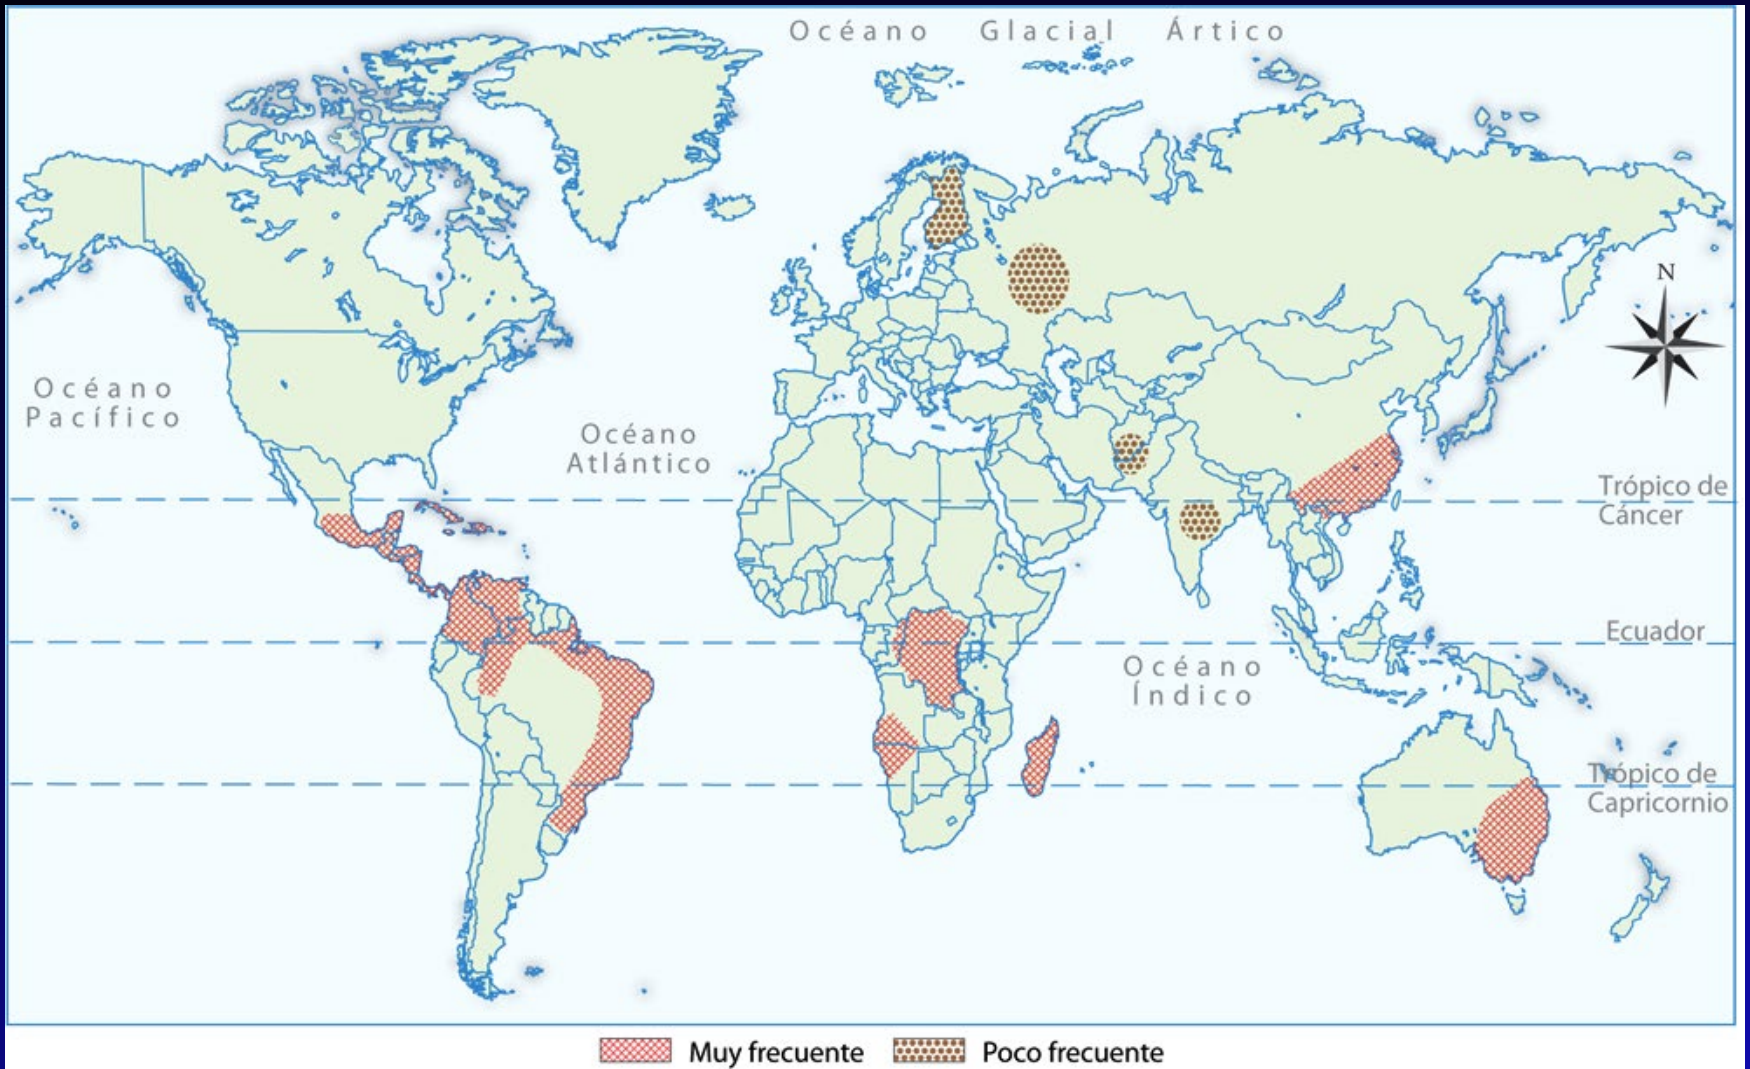 Océano Glacial Ártico
N
Océano
Pacífico
Océano
Atlántico
Trópico de
Cáncer
Ecuador
Océano
Índico
Trópico de
Capricornio
Muy frecuente
Poco frecuente